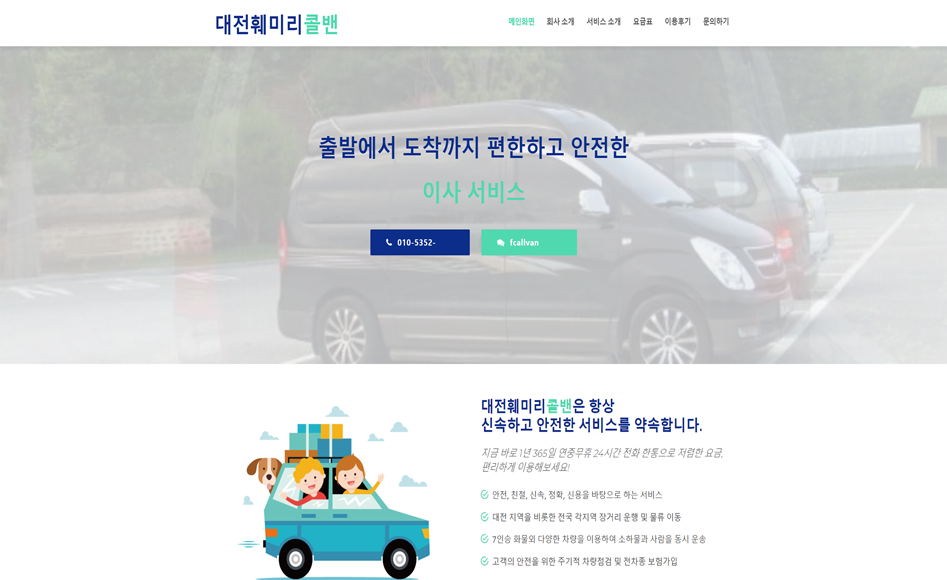 대전훼미리콜밴
메인화면 회사 소개 서비스 소개 요금표 이용후기 문의하기
출발에서 도착까지 편한하고 안전한
이사 서비스
010-5352-
fcallvan
대전훼미리콜밴은 항상
신속하고 안전한 서비스를 약속합니다.
지금 바로 1년 365일 연중무휴 24시간 전화 한통으로 저렴한 요금,
편리하게 이용해보세요!
안전, 친절, 신속, 정확, 신용을 바탕으로 하는 서비스
대전 지역을 비롯한 전국 각지역 장거리 운행 및 물류 이동
7인승 화물외 다양한 차량을 이용하여 소하물과 사람을 동시 운송
고객의 안전을 위한 주기적 차량점검 및 전차종 보험가입